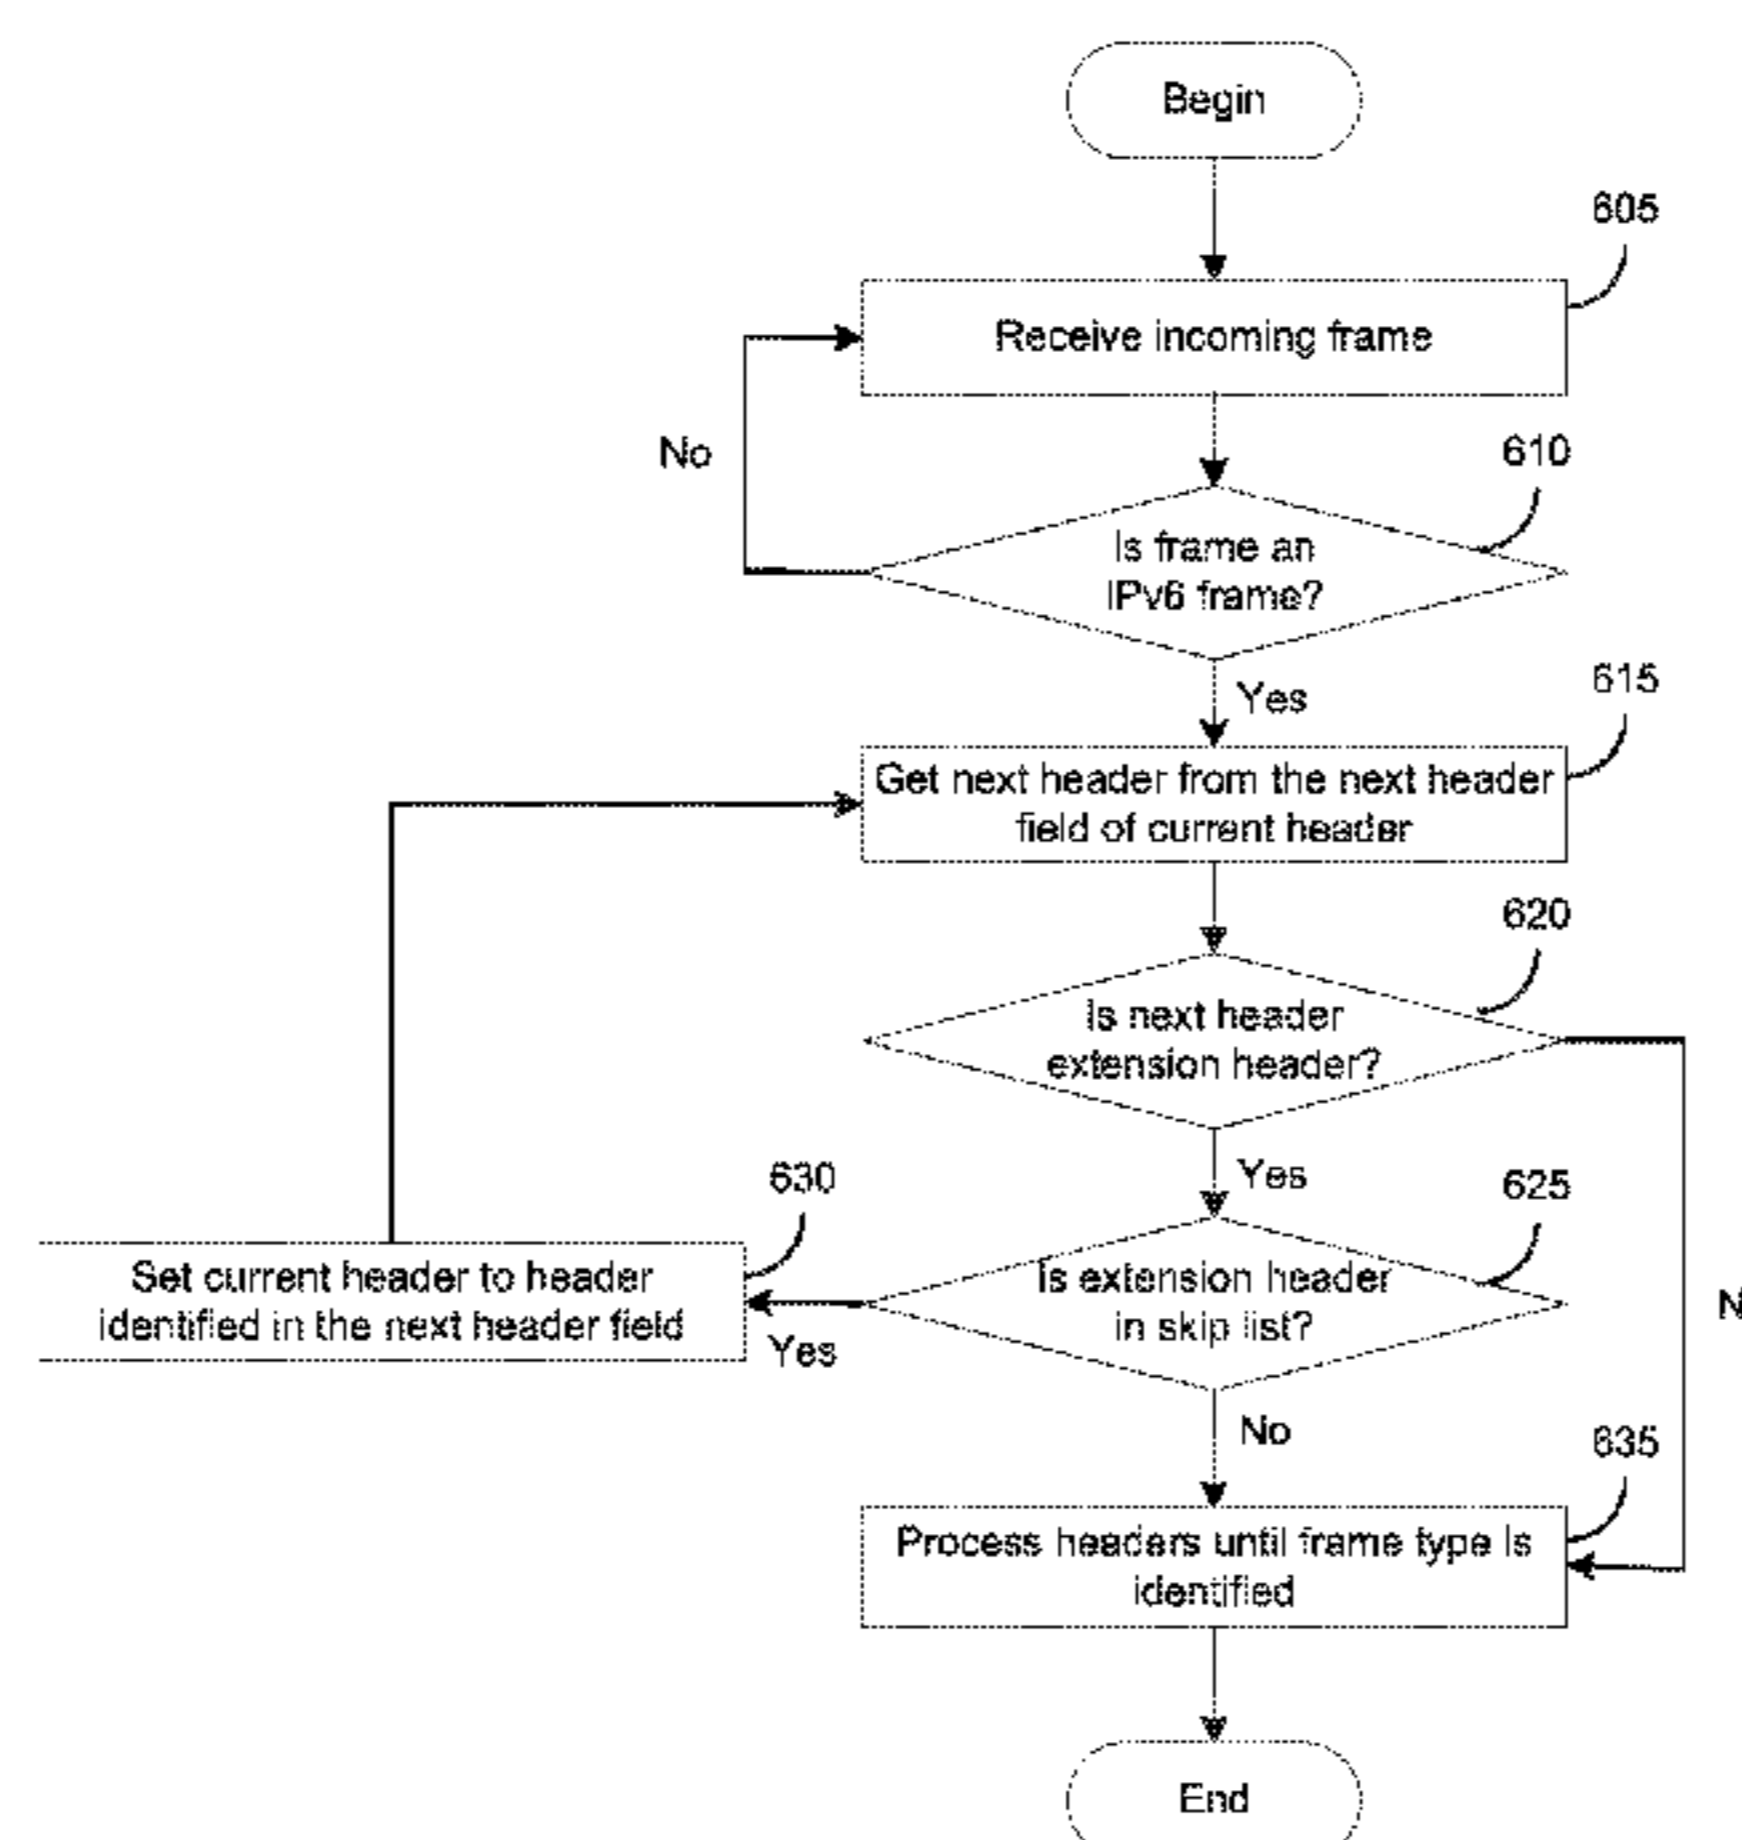 Begin
605
Receive incoming frame
No
610
Is frame an
IPv6 frame?
Yes
615
Get next header from the next header
field of current header
620
Is next header
extension header?
Yes
630
625
Set current header to header
identified in the next header field
Is extension header
in skip list?
N
Yes
No
635
Process headers until frame type is
identified
End